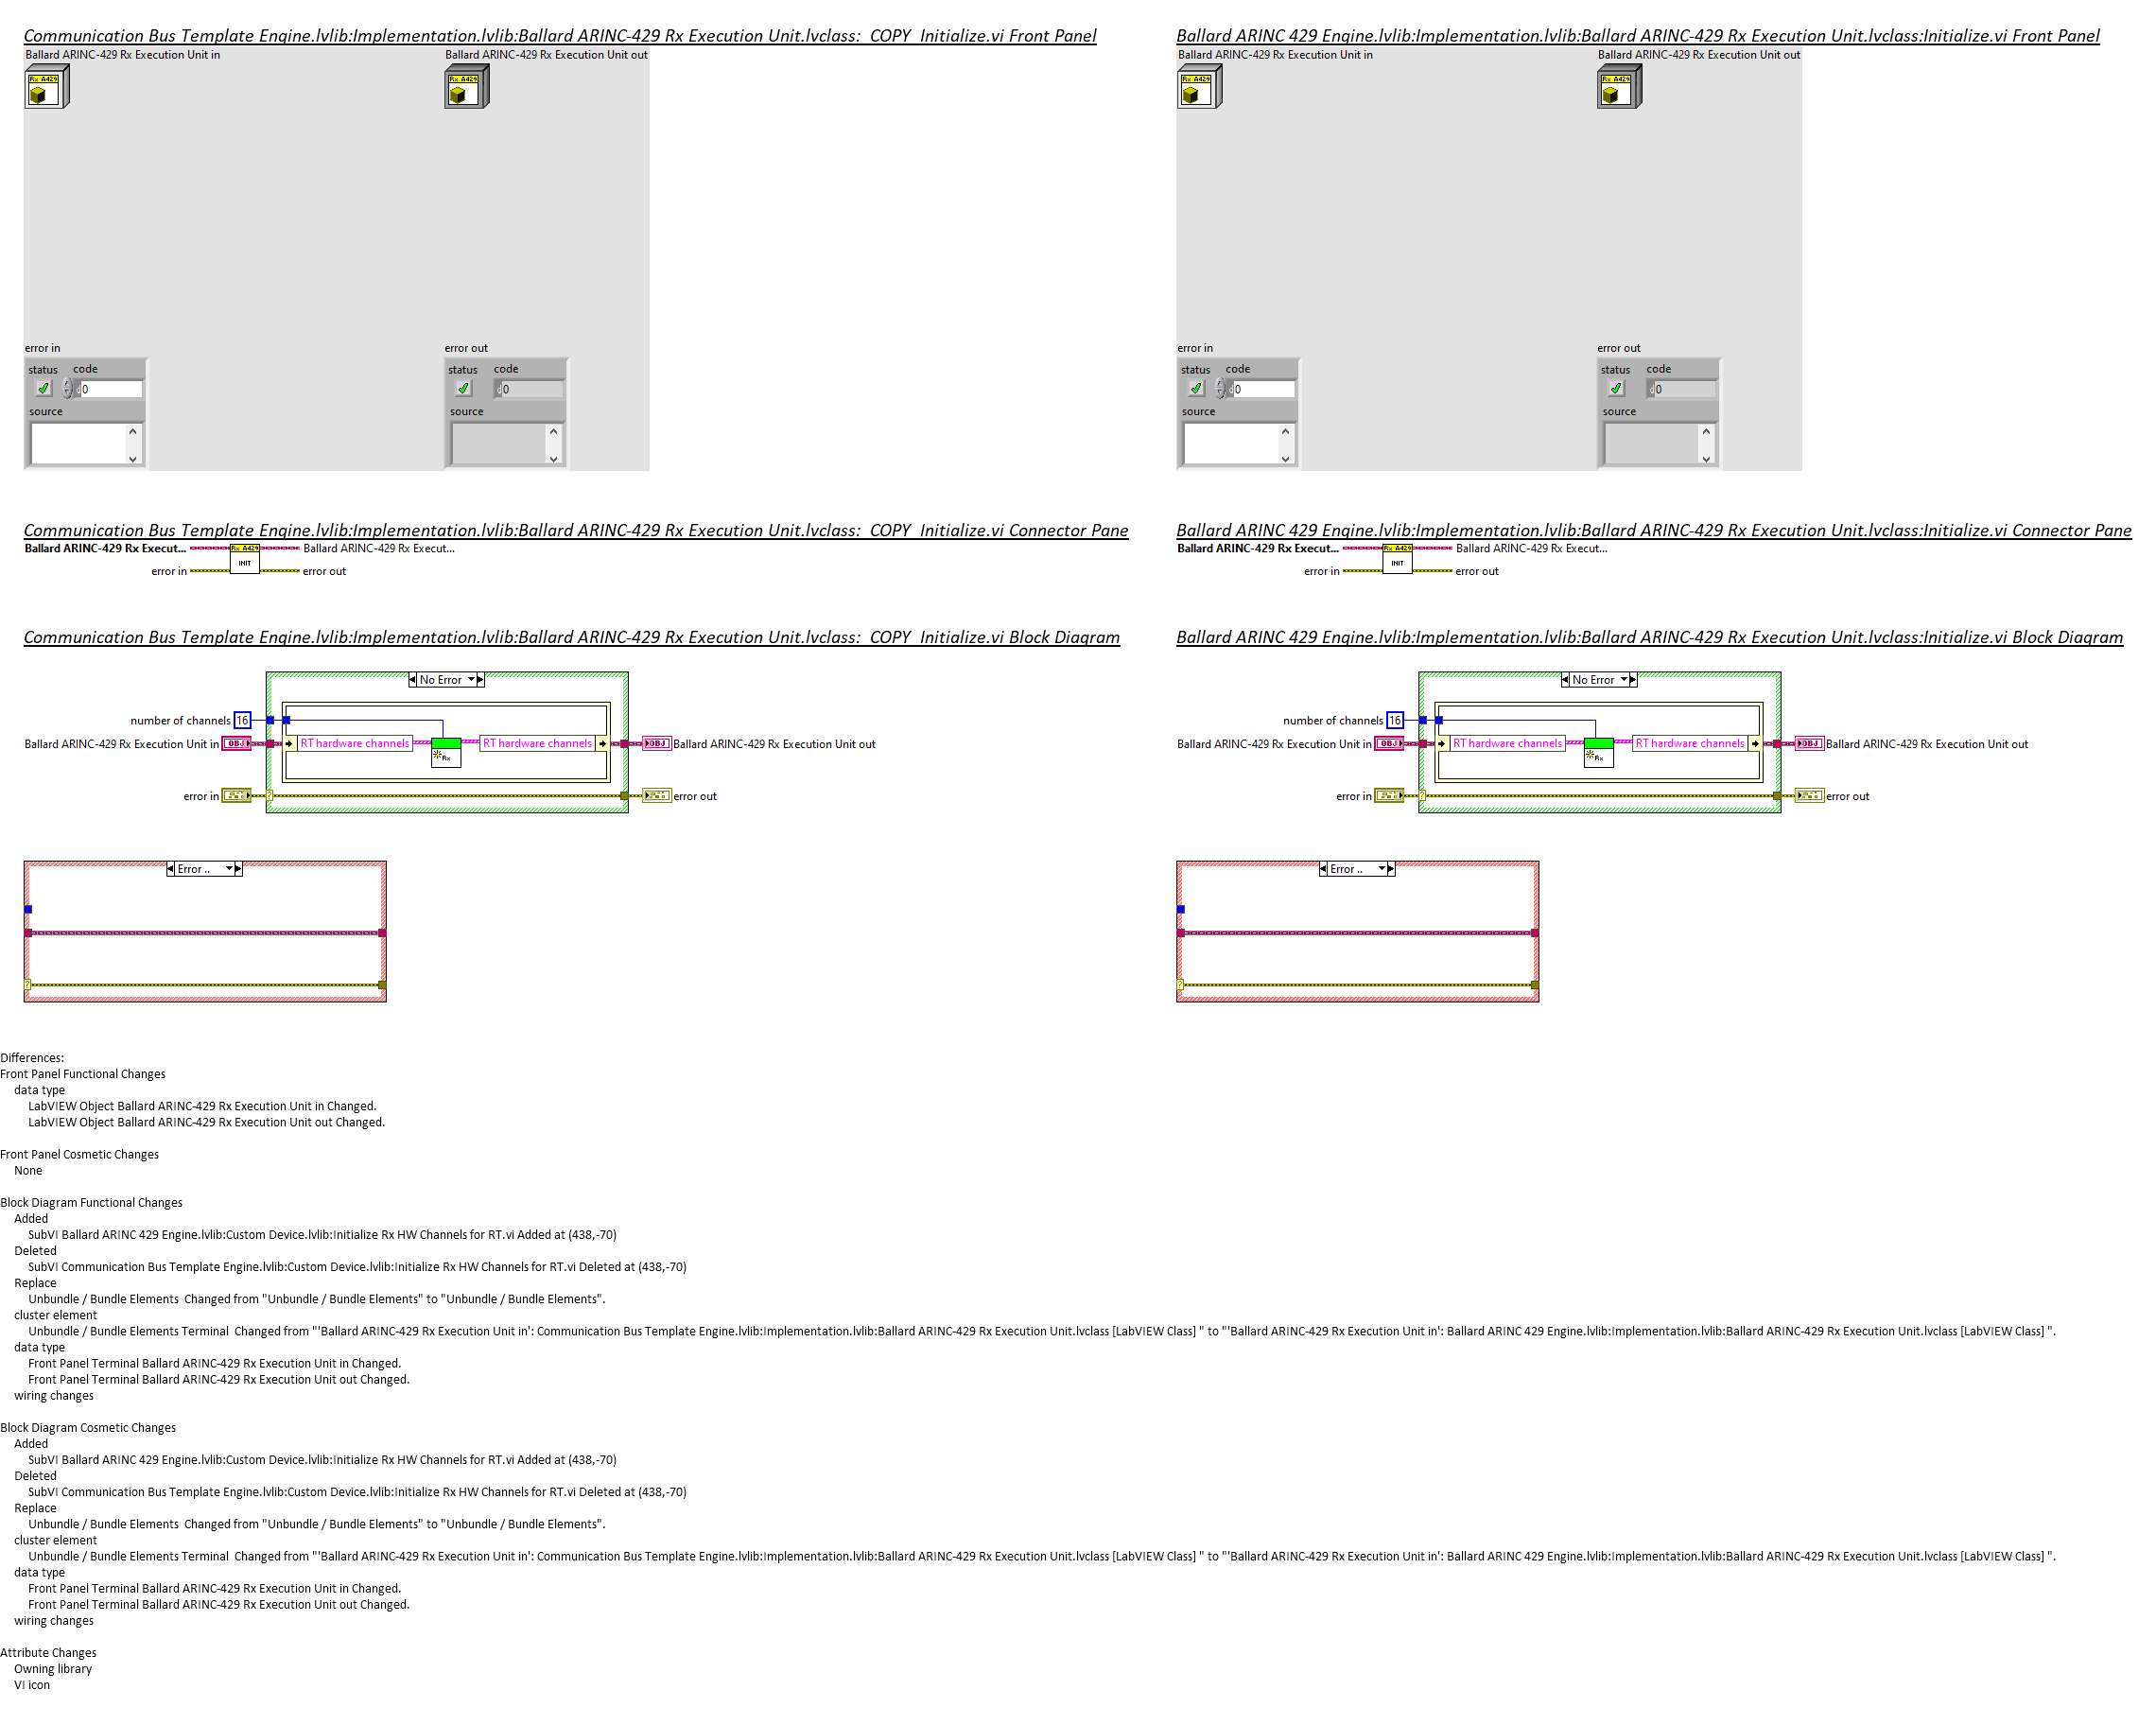 Communication Bus Template Engine.lvlib:Implementation.lvlib:Ballard ARINC-429 Rx Execution Unit.lvclass:  COPY  Initialize.vi Front Panel
Ballard ARINC-429 Rx Execution Unit in
Ballard ARINC-429 Rx Execution Unit out
Rx A429
Rx A429
error in
status
code
0
source
error out
status
code
0
source
Ballard ARINC 429 Engine.lvlib:Implementation.lvlib:Ballard ARINC-429 Rx Execution Unit.lvclass:Initialize.vi Front Panel
Ballard ARINC-429 Rx Execution Unit in
Ballard ARINC-429 Rx Execution Unit out
Rx A429
Rx A429
error in
status
code
0
source
error out
status
code
0
source
Communication Bus Template Engine.lvlib:Implementation.lvlib:Ballard ARINC-429 Rx Execution Unit.lvclass:  COPY  Initialize.vi Connector Pane
Ballard ARINC-429 Rx Execut...
Rx A429
INIT
Ballard ARINC-429 Rx Execut...
error in
error out
Ballard ARINC 429 Engine.lvlib:Implementation.lvlib:Ballard ARINC-429 Rx Execution Unit.lvclass:Initialize.vi Connector Pane
Ballard ARINC-429 Rx Execut...
Rx A429
INIT
Ballard ARINC-429 Rx Execut...
error in
error out
Communication Bus Template Engine.lvlib:Implementation.lvlib:Ballard ARINC-429 Rx Execution Unit.lvclass:  COPY  Initialize.vi Block Diagram
No Error
number of channels 16
Ballard ARINC-429 Rx Execution Unit in
OBJ
RT hardware channels
Rx
RT hardware channels
OBJ
Ballard ARINC-429 Rx Execution Unit out
error in
?
error out
Error ..
?
Ballard ARINC 429 Engine.lvlib:Implementation.lvlib:Ballard ARINC-429 Rx Execution Unit.lvclass:Initialize.vi Block Diagram
No Error
number of channels 16
Ballard ARINC-429 Rx Execution Unit in
OBJ
RT hardware channels
Rx
RT hardware channels
OBJ
Ballard ARINC-429 Rx Execution Unit out
error in
?
error out
Error ..
?
Differences:
Front Panel Functional Changes
data type
LabVIEW Object Ballard ARINC-429 Rx Execution Unit in Changed.
LabVIEW Object Ballard ARINC-429 Rx Execution Unit out Changed.
Front Panel Cosmetic Changes
None
Block Diagram Functional Changes
Added
SubVI Ballard ARINC 429 Engine.lvlib:Custom Device.lvlib:Initialize Rx HW Channels for RT.vi Added at (438,-70)
Deleted
SubVI Communication Bus Template Engine.lvlib:Custom Device.lvlib:Initialize Rx HW Channels for RT.vi Deleted at (438,-70)
Replace
Unbundle / Bundle Elements  Changed from "Unbundle / Bundle Elements" to "Unbundle / Bundle Elements".
cluster element
Unbundle / Bundle Elements Terminal  Changed from "'Ballard ARINC-429 Rx Execution Unit in': Communication Bus Template Engine.lvlib:Implementation.lvlib:Ballard ARINC-429 Rx Execution Unit.lvclass [LabVIEW Class] " to "'Ballard ARINC-429 Rx Execution Unit in': Ballard ARINC 429 Engine.lvlib:Implementation.lvlib:Ballard ARINC-429 Rx Execution Unit.lvclass [LabVIEW Class] ".
data type
Front Panel Terminal Ballard ARINC-429 Rx Execution Unit in Changed.
Front Panel Terminal Ballard ARINC-429 Rx Execution Unit out Changed.
wiring changes
Block Diagram Cosmetic Changes
Added
SubVI Ballard ARINC 429 Engine.lvlib:Custom Device.lvlib:Initialize Rx HW Channels for RT.vi Added at (438,-70)
Deleted
SubVI Communication Bus Template Engine.lvlib:Custom Device.lvlib:Initialize Rx HW Channels for RT.vi Deleted at (438,-70)
Replace
Unbundle / Bundle Elements  Changed from "Unbundle / Bundle Elements" to "Unbundle / Bundle Elements".
cluster element
Unbundle / Bundle Elements Terminal  Changed from "'Ballard ARINC-429 Rx Execution Unit in': Communication Bus Template Engine.lvlib:Implementation.lvlib:Ballard ARINC-429 Rx Execution Unit.lvclass [LabVIEW Class] " to "'Ballard ARINC-429 Rx Execution Unit in': Ballard ARINC 429 Engine.lvlib:Implementation.lvlib:Ballard ARINC-429 Rx Execution Unit.lvclass [LabVIEW Class] ".
data type
Front Panel Terminal Ballard ARINC-429 Rx Execution Unit in Changed.
Front Panel Terminal Ballard ARINC-429 Rx Execution Unit out Changed.
wiring changes
Attribute Changes
Owning library
VI icon